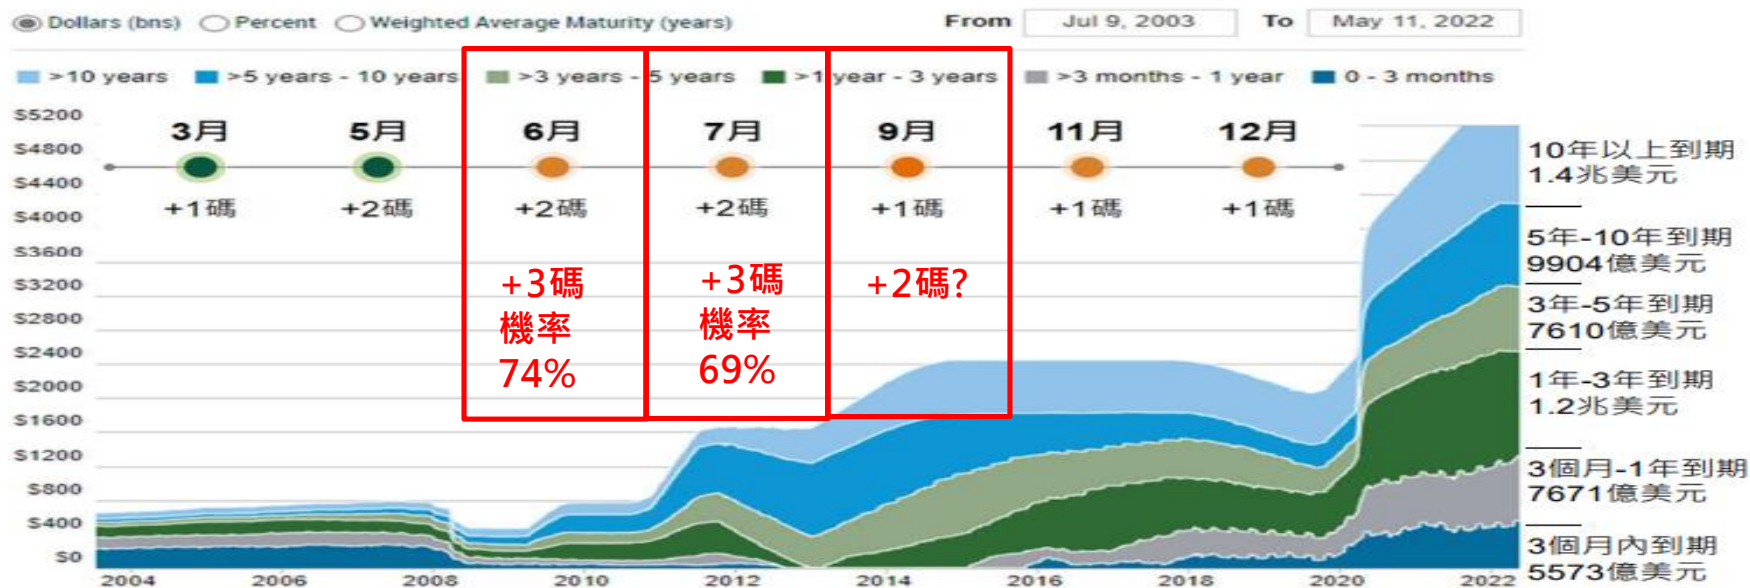 Dollars (bns) Percent Weighted Average Maturity (years) From Jul 9, 2003 To May 11, 2022
>10 years >5 years - 10 years >3 years - 5 years >1 year - 3 years >3 months - 1 year 0 - 3 months
$5200
$4800
$4400
$4000
$3600
$3200
$2800
$2400
$2000
$1600
$1200
$800
$400
$0
3月 5月 6月 7月 9月 11月 12月
+1碼 +2碼 +2碼 +2碼 +1碼 +1碼 +1碼
+3碼
機率
74%
+3碼
機率
69%
+2碼?
10年以上到期
1.4兆美元
5年-10年到期
9904億美元
3年-5年到期
7610億美元
1年-3年到期
1.2兆美元
3個月-1年到期
7671億美元
3個月內到期
5573億美元
2004 2006 2008 2010 2012 2014 2016 2018 2020 2022